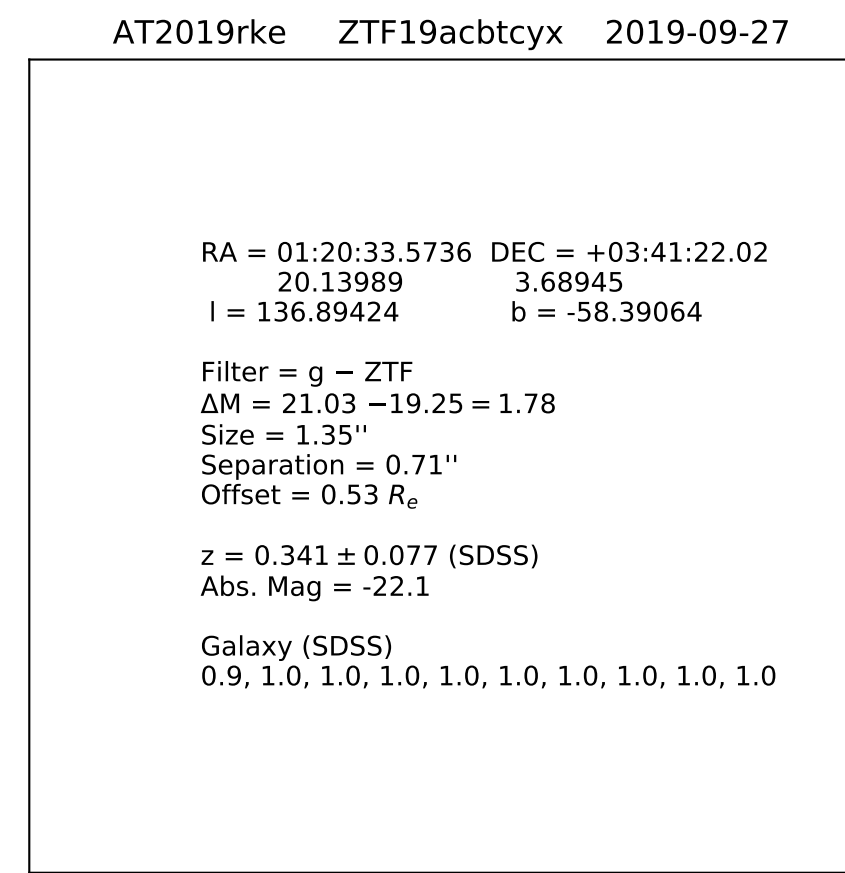 AT2019rke ZTF19acbtcyx 2019-09-27
RA = 01:20:33.5736 DEC = +03:41:22.02
20.13989 3.68945
l = 136.89424 b = -58.39064
Filter = g − ZTF
ΔM = 21.03 −19.25 = 1.78
Size = 1.35''
Separation = 0.71''
Offset = 0.53 Re
z = 0.341 ± 0.077 (SDSS)
Abs. Mag = -22.1
Galaxy (SDSS)
0.9, 1.0, 1.0, 1.0, 1.0, 1.0, 1.0, 1.0, 1.0, 1.0